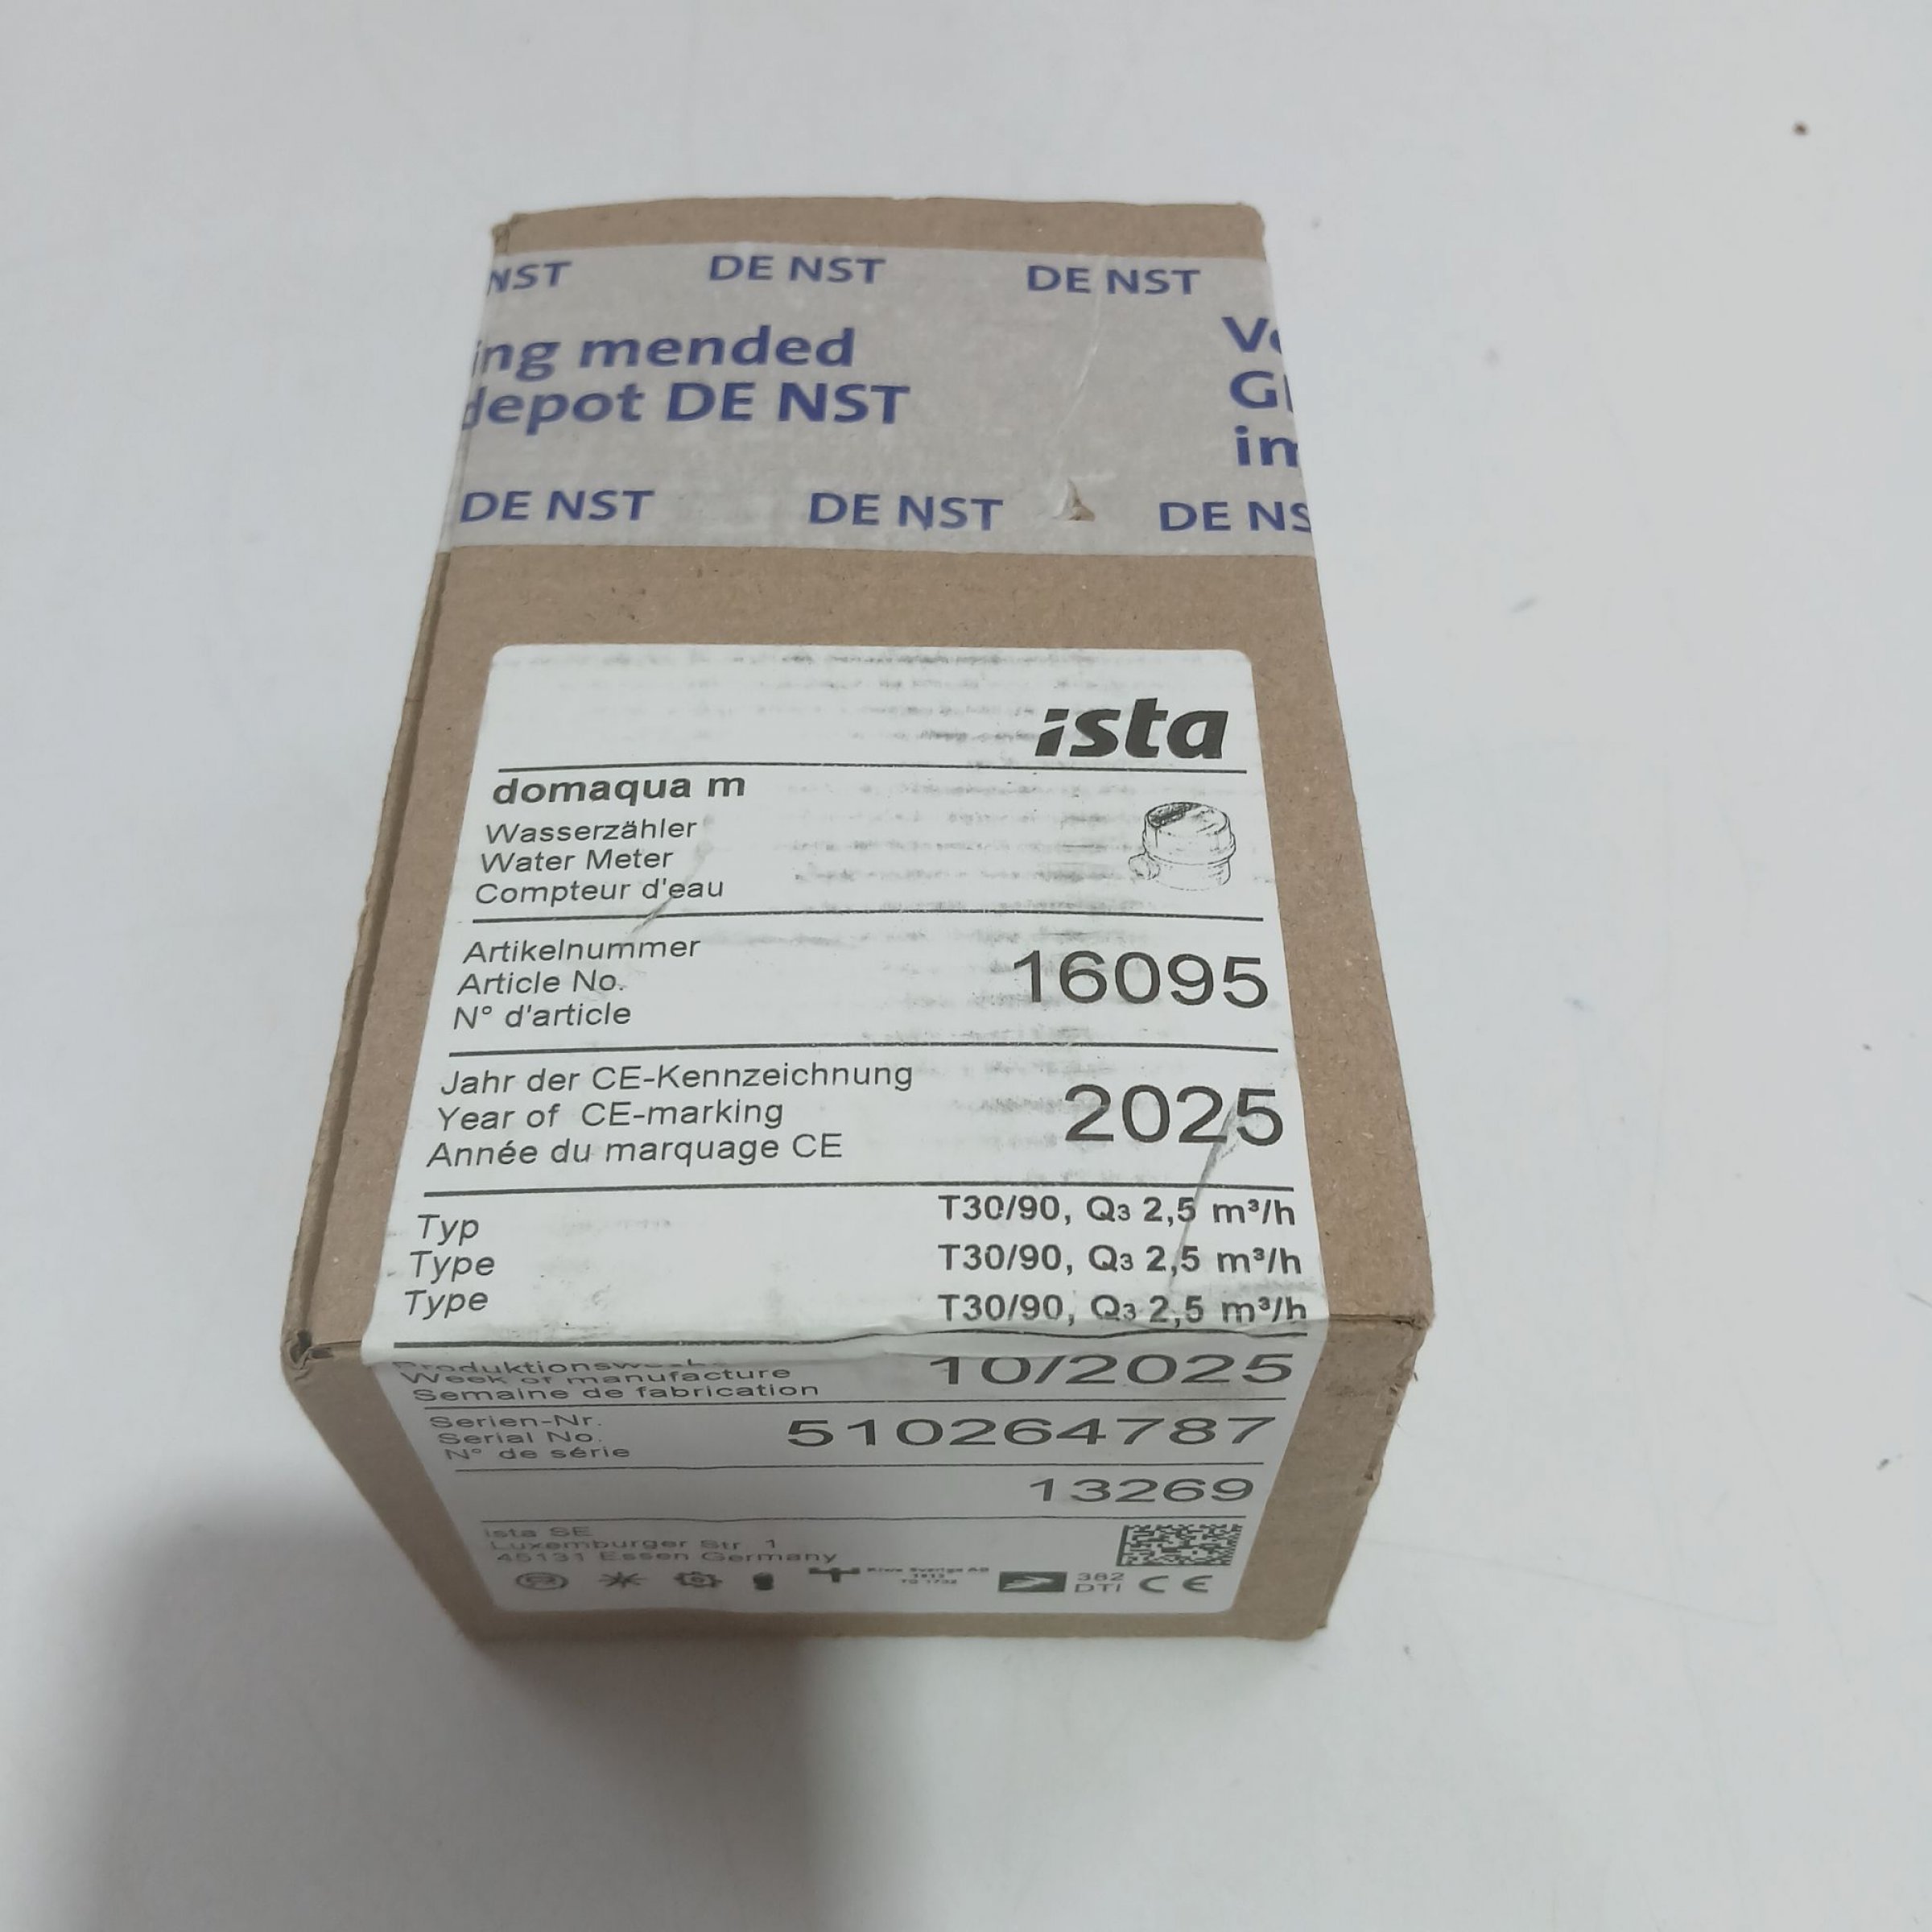 NST DE NST DE NST
ing mended
depot DE NST
DE NST DE NST DE NS
ista
domaqua m
Wasserzähler
Water Meter
Compteur d'eau
Artikelnummer
Article No.
N° d'article
16095
Jahr der CE-Kennzeichnung
Year of CE-marking
Année du marquage CE
2025
Typ T30/90, Q3 2,5 m³/h
Type T30/90, Q3 2,5 m³/h
Type T30/90, Q3 2,5 m³/h
Week of manufacture
Semaine de fabrication
10/2025
Serien-Nr.
Serial No.
N° de série
510264787
13269
ista SE
Luxemburger Str. 1
45131 Essen Germany
382
DTI
CE